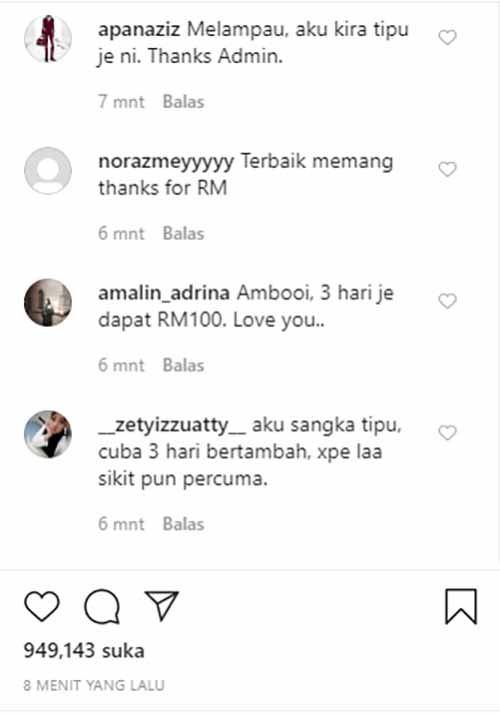 apanaziz Melampau, aku kira tipu
je ni. Thanks Admin.
7 mnt Balas
norazmeyyyyy Terbaik memang
thanks for RM
6 mnt Balas
amalin_adrina Ambooi, 3 hari je
dapat RM100. Love you..
6 mnt Balas
__zetyizzuatty__ aku sangka tipu,
cuba 3 hari bertambah, xpe laa
sikit pun percuma.
6 mnt Balas
949,143 suka
8 MENIT YANG LALU